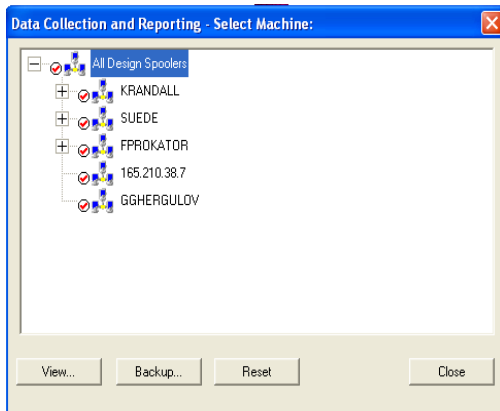 Data Collection and Reporting - Select Machine:
All Design Spoolers
KRANDALL
SUEDE
FPROKATOR
165.210.38.7
GGHERGULOV
View... Backup... Reset Close